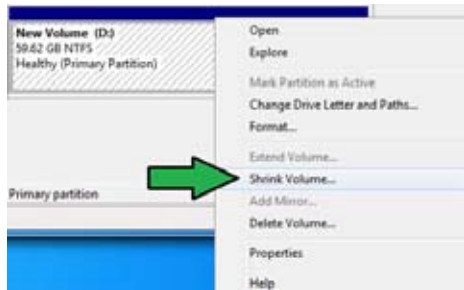 New Volume (D:)
59.62 GB NTFS
Healthy (Primary Partition)
Primary partition
Open
Explore
Mark Partition as Active
Change Drive Letter and Paths...
Format...
Extend Volume...
Shrink Volume...
Add Mirror...
Delete Volume...
Properties
Help